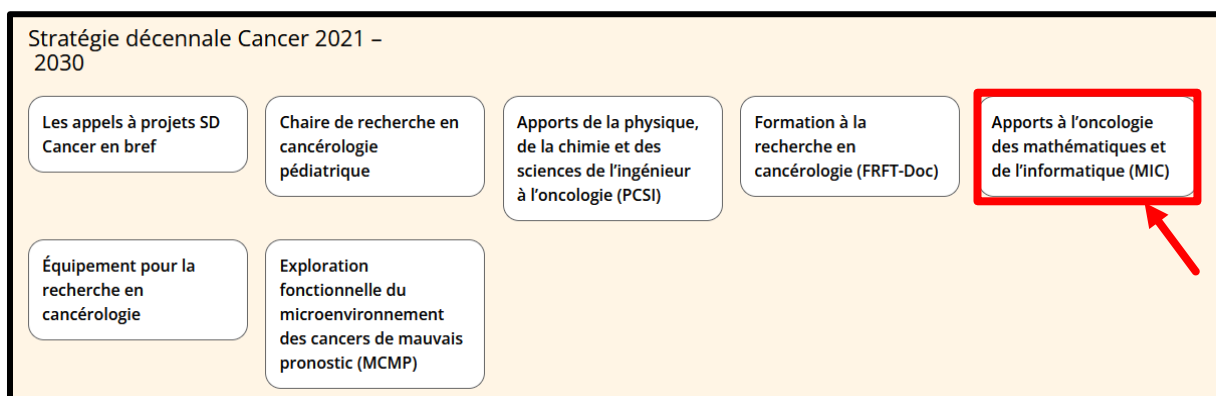 Stratégie décennale Cancer 2021 –
2030
Les appels à projets SD
Cancer en bref
Chaire de recherche en
cancérologie
pédiatrique
Apports de la physique,
de la chimie et des
sciences de l'ingénieur
à l'oncologie (PCSI)
Formation à la
recherche en
cancérologie (FRFT-Doc)
Apports à l'oncologie
des mathématiques et
de l'informatique (MIC)
Équipement pour la
recherche en
cancérologie
Exploration
fonctionnelle du
microenvironnement
des cancers de mauvais
pronostic (MCMP)